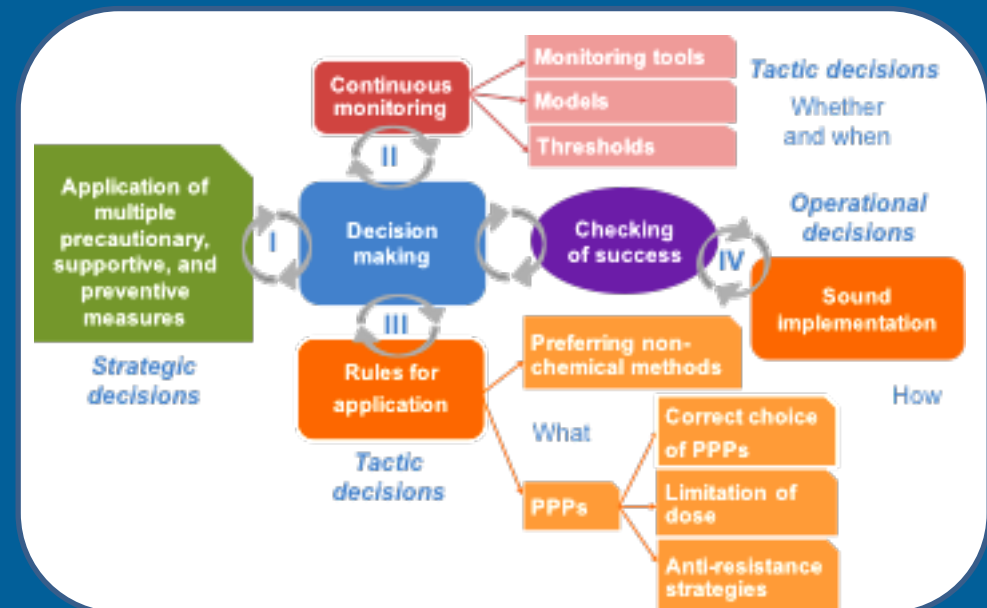 Application of
multiple
precautionary,
supportive, and
preventive
measures
Strategic
decisions
I
Continuous
monitoring
II
Decision
making
III
Rules for
application
Tactic
decisions
Monitoring tools
Models
Thresholds
Tactic decisions
Whether
and when
Checking
of success
IV
Operational
decisions
Sound
implementation
How
Preferring non-
chemical methods
What
PPPs
Correct choice
of PPPs
Limitation of
dose
Anti-resistance
strategies